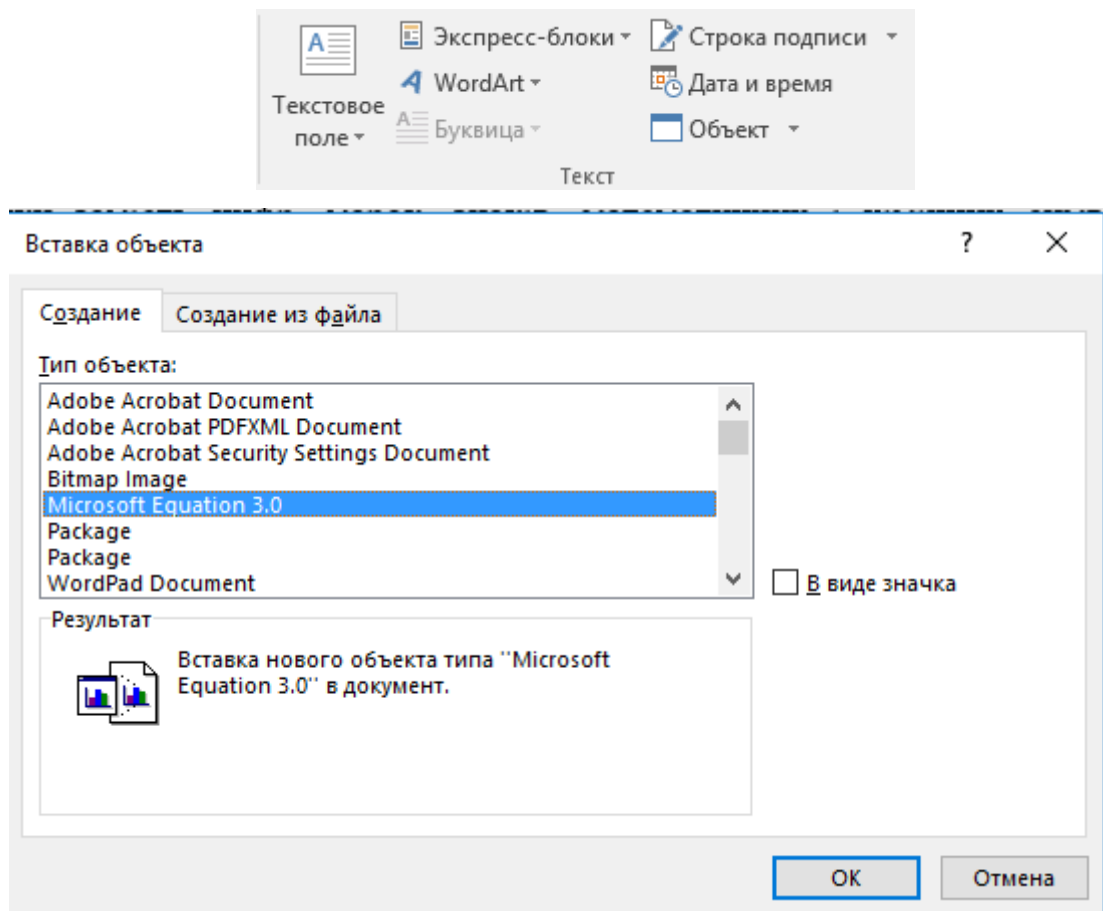 Экспресс-блоки
Строка подписи
WordArt
Дата и время
Текстовое
поле
Буквица
Объект
Текст
Вставка объекта
?
Создание
Создание из файла
Тип объекта:
Adobe Acrobat Document
Adobe Acrobat PDFXML Document
Adobe Acrobat Security Settings Document
Bitmap Image
Microsoft Equation 3.0
Package
Package
WordPad Document
В виде значка
Результат
Вставка нового объекта типа "Microsoft
Equation 3.0" в документ.
ОК
Отмена